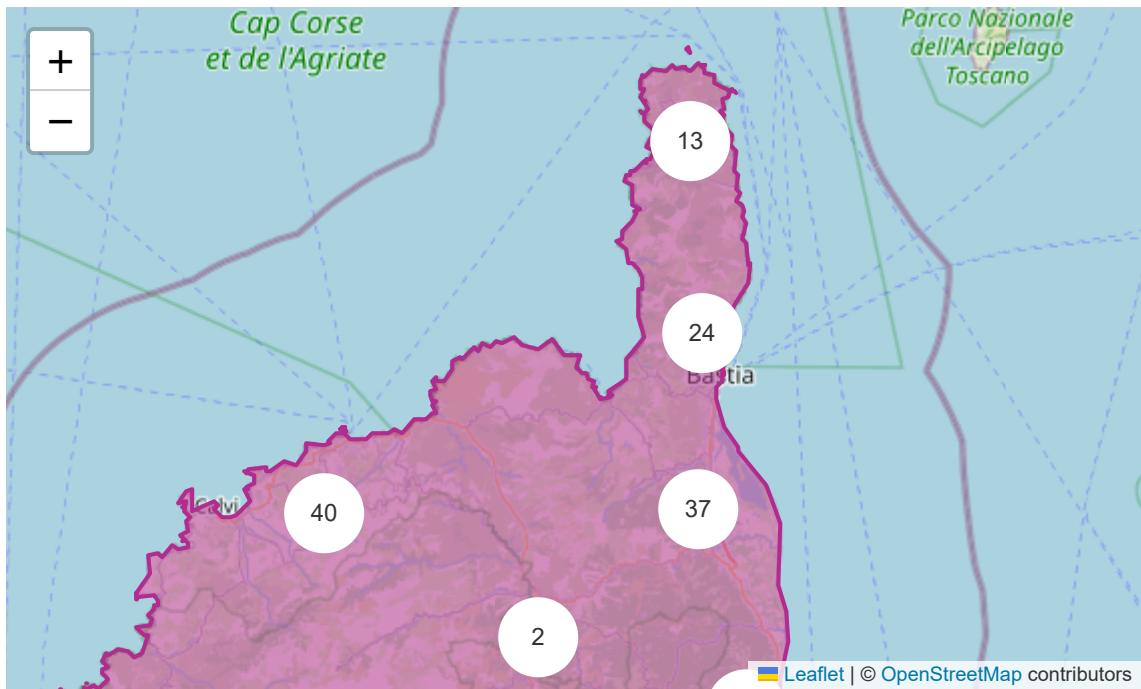 Cap Corse
et de l'Agriate
Parco Nazionale
dell'Arcipelago
Toscano
+
−
13
24
Bastia
Calvi
40
37
2
Leaflet | © OpenStreetMap contributors